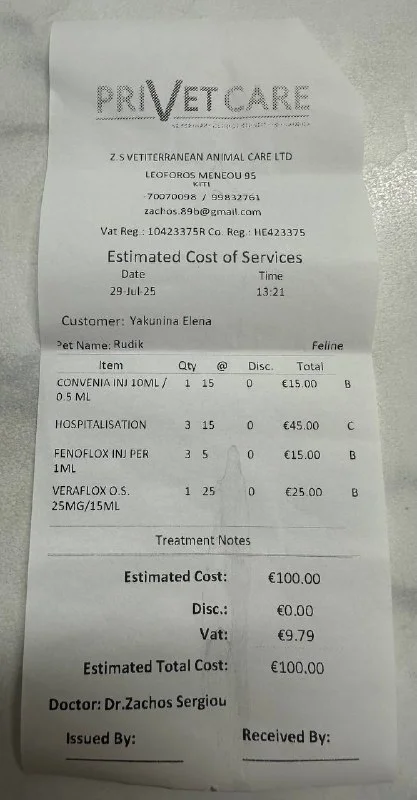 PRIVET CARE
Z.S VETITERRANEAN ANIMAL CARE LTD
LEOFOROS MENEOU 95
KITI
70070098 / 99832761
zachos.89b@gmail.com
Vat Reg.: 10423375R Co. Reg.: HE423375
Estimated Cost of Services
Date Time
29-Jul-25 13:21
Customer: Yakunina Elena
Pet Name: Rudik Feline
Item Qty @ Disc. Total
CONVENIA INJ 10ML / 1 15 0 €15.00 B
0.5 ML
HOSPITALISATION 3 15 0 €45.00 C
FENOFLOX INJ PER 3 5 0 €15.00 B
1ML
VERAFLOX O.S. 1 25 0 €25.00 B
25MG/15ML
Treatment Notes
Estimated Cost: €100.00
Disc.: €0.00
Vat: €9.79
Estimated Total Cost: €100.00
Doctor: Dr.Zachos Sergiou
Issued By: Received By: